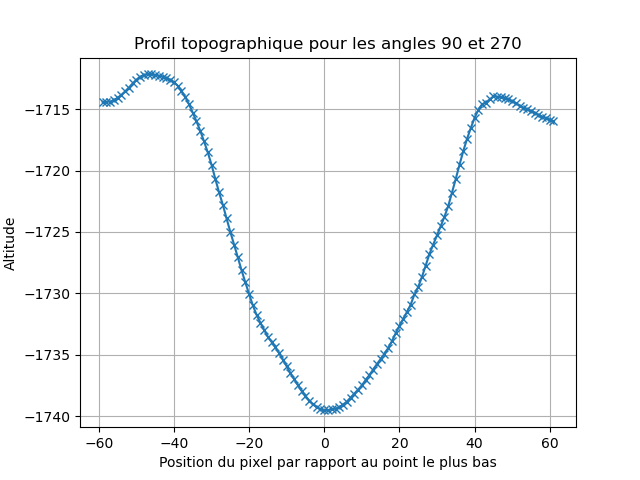 Profil topographique pour les angles 90 et 270
Altitude
−1715
−1720
−1725
−1730
−1735
−1740
−60 −40 −20 0 20 40 60
Position du pixel par rapport au point le plus bas